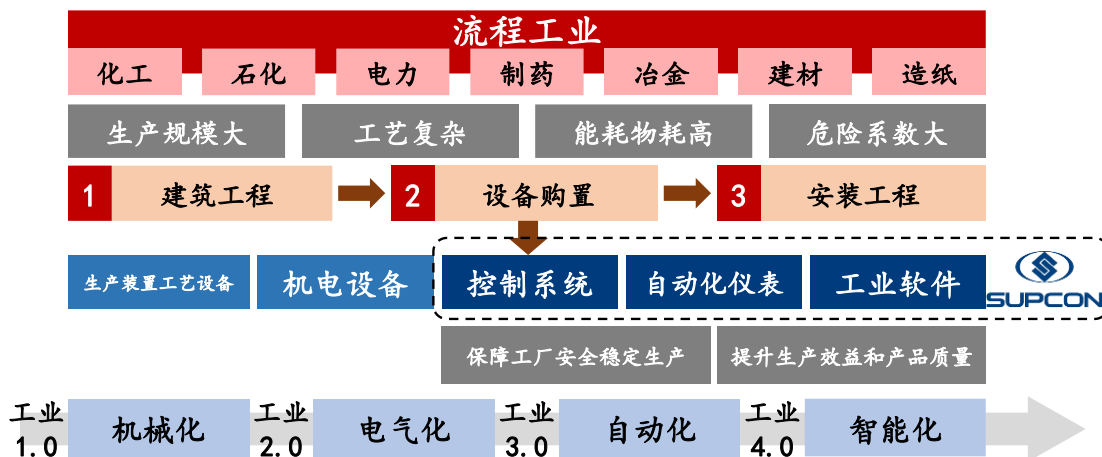 流程工业
化工 石化 电力 制药 冶金 建材 造纸
生产规模大 工艺复杂 能耗物耗高 危险系数大
1 建筑工程 2 设备购置 3 安装工程
生产装置工艺设备 机电设备 控制系统 自动化仪表 工业软件 SUPCON
保障工厂安全稳定生产 提升生产效益和产品质量
工业 1.0 机械化 工业 2.0 电气化 工业 3.0 自动化 工业 4.0 智能化